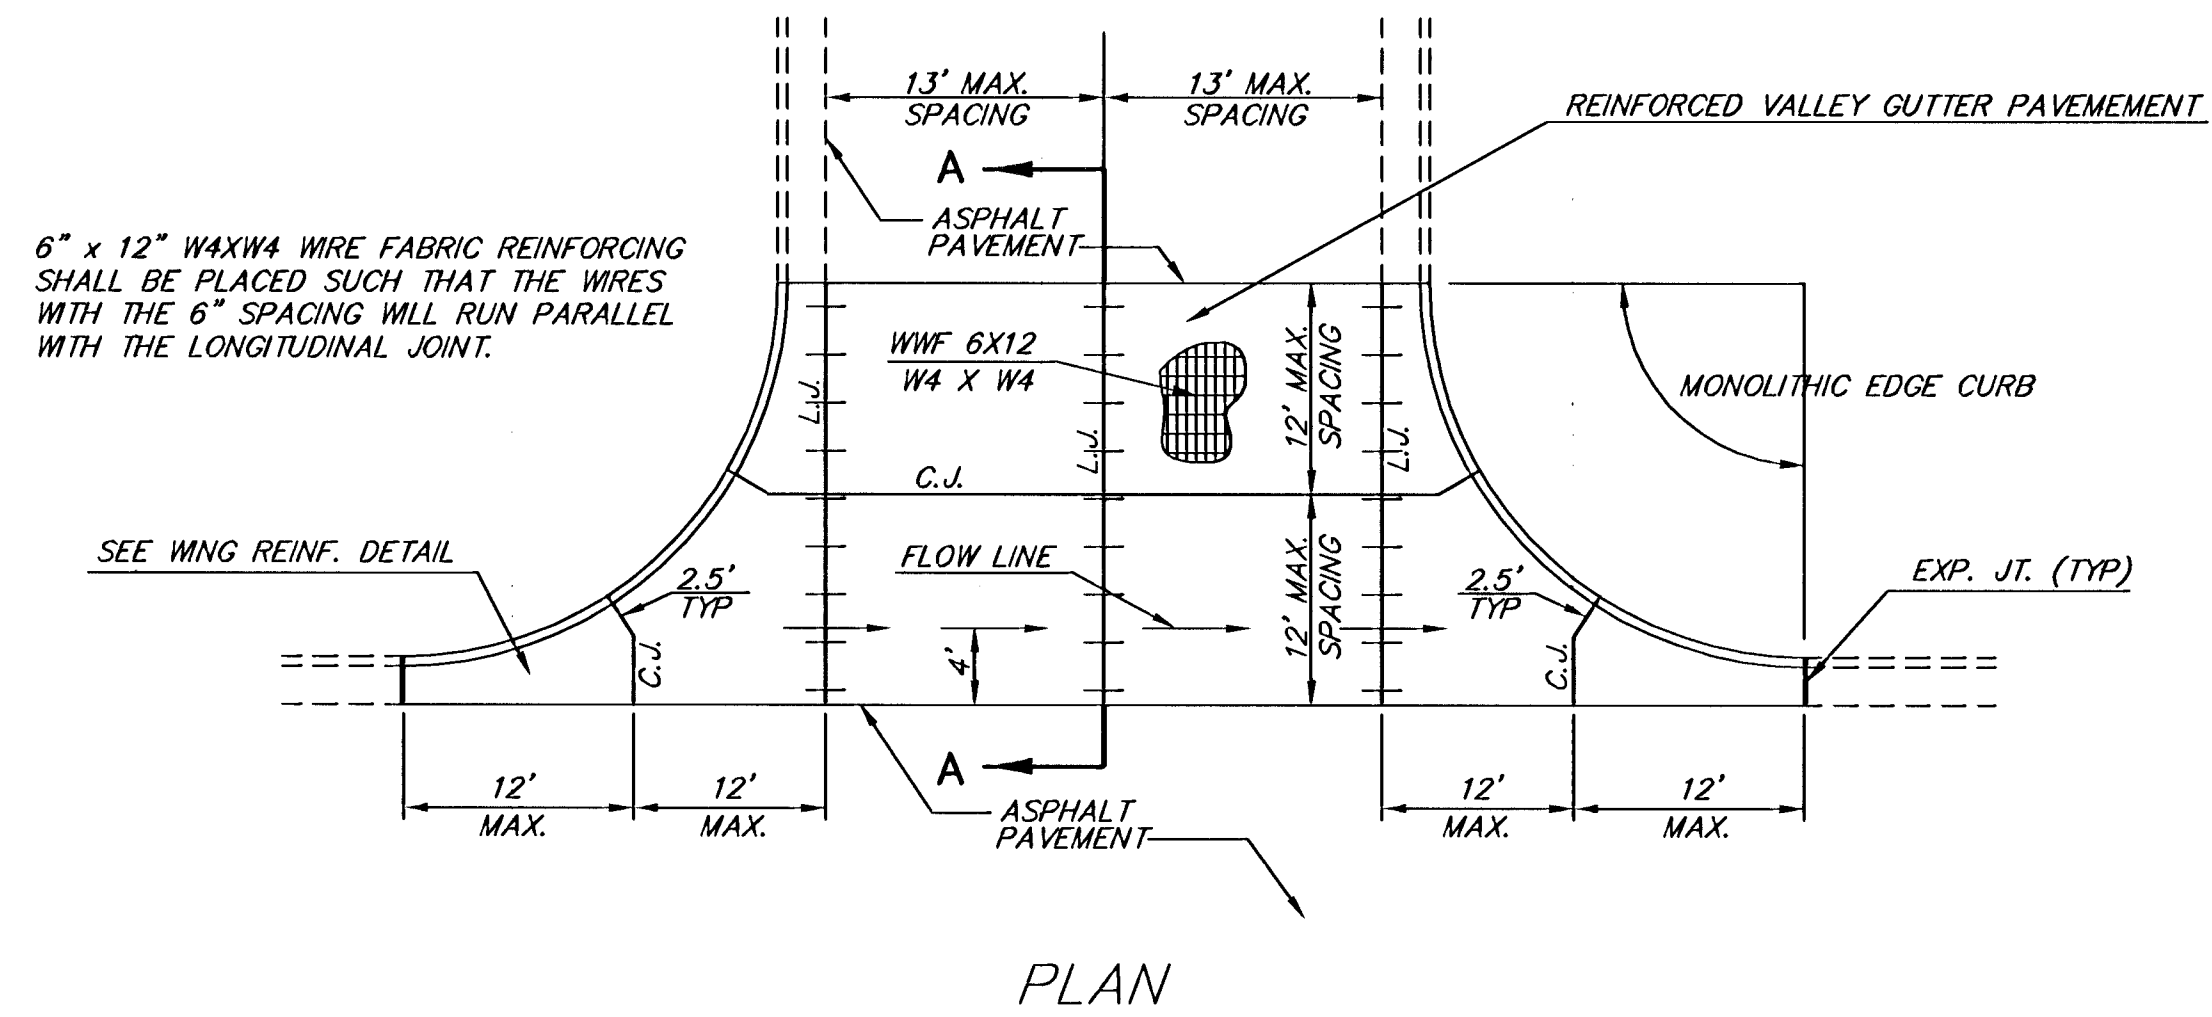 13' MAX.
SPACING
13' MAX.
SPACING
REINFORCED VALLEY GUTTER PAVEMEMENT
A
ASPHALT
PAVEMENT
6" x 12" W4XW4 WIRE FABRIC REINFORCING
SHALL BE PLACED SUCH THAT THE WIRES
WITH THE 6" SPACING WILL RUN PARALLEL
WITH THE LONGITUDINAL JOINT.
WWF 6X12
W4 X W4
12' MAX.
SPACING
MONOLITHIC EDGE CURB
L.J.
L.J.
L.J.
C.J.
SEE WING REINF. DETAIL
2.5'
TYP
FLOW LINE
12' MAX.
SPACING
2.5'
TYP
EXP. JT. (TYP)
C.J.
4'
C.J.
12'
MAX.
12'
MAX.
A
ASPHALT
PAVEMENT
12'
MAX.
12'
MAX.
PLAN